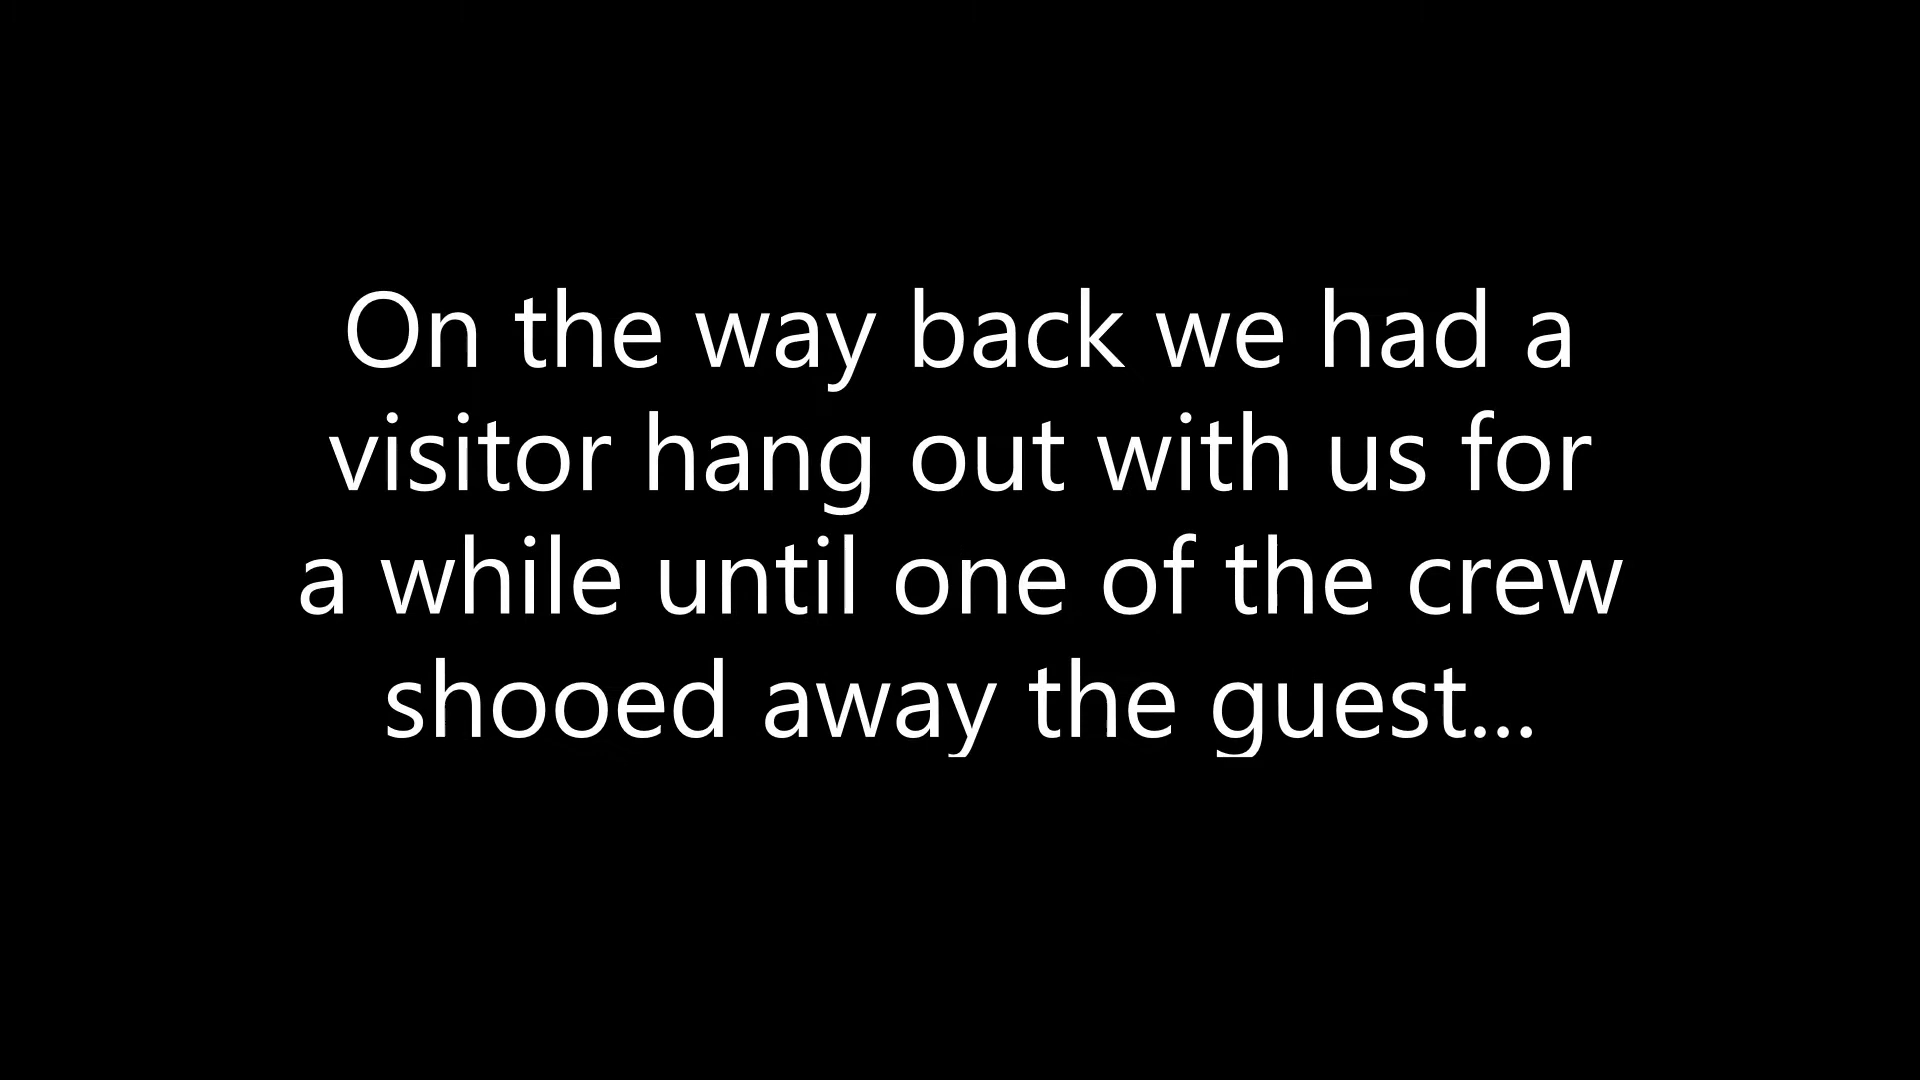 On the way back we had a
visitor hang out with us for
a while until one of the crew
shooed away the guest...